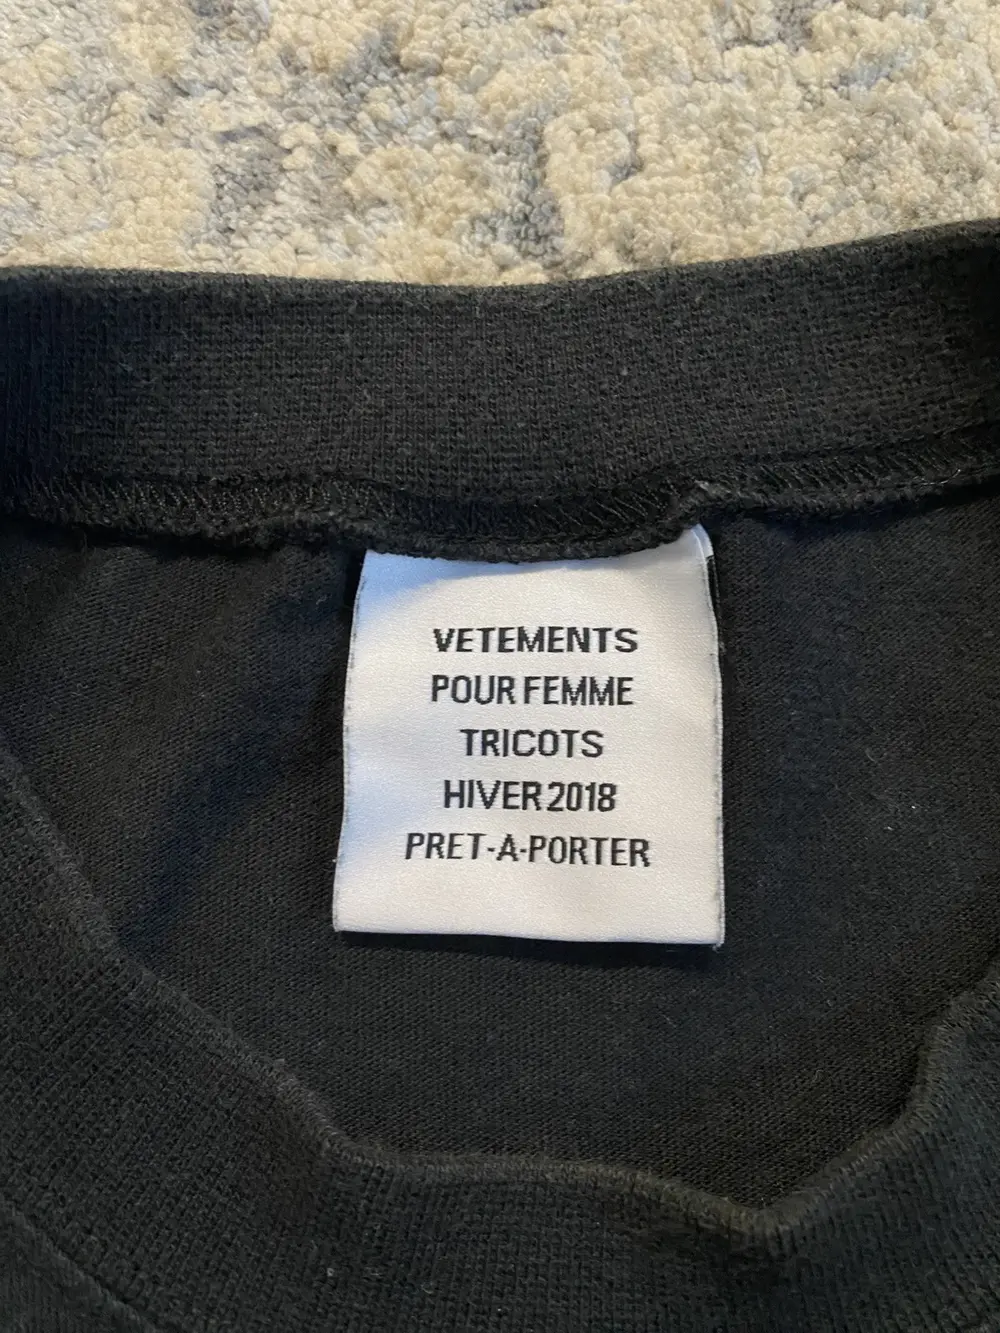 VETEMENTS
POUR FEMME
TRICOTS
HIVER 2018
PRET-A-PORTER